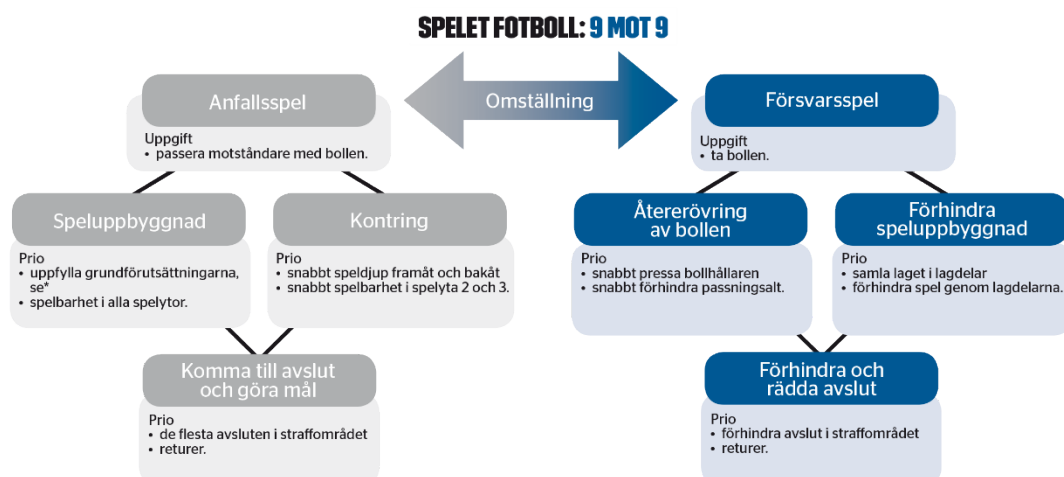 SPELET FOTBOLL: 9 MOT 9
Anfallsspel
Omställning
Försvarsspel
Uppgift
• passera motståndare med bollen.
Uppgift
• ta bollen.
Speluppbyggnad
Prio
• uppfylla grundförutsättningarna,
se*
• spelbarhet i alla spelytor.
Kontring
Prio
• snabbt speldjup framåt och bakåt
• snabbt spelbarhet i spelyta 2 och 3.
Återerövring
av bollen
Prio
• snabbt pressa bollhållaren
• snabbt förhindra passningsalt.
Förhindra
speluppbyggnad
Prio
• samla laget i lagdelar
• förhindra spel genom lagdelarna.
Komma till avslut
och göra mål
Prio
• de flesta avsluten i straffområdet
• returer.
Förhindra och
rädda avslut
Prio
• förhindra avslut i straffområdet
• returer.